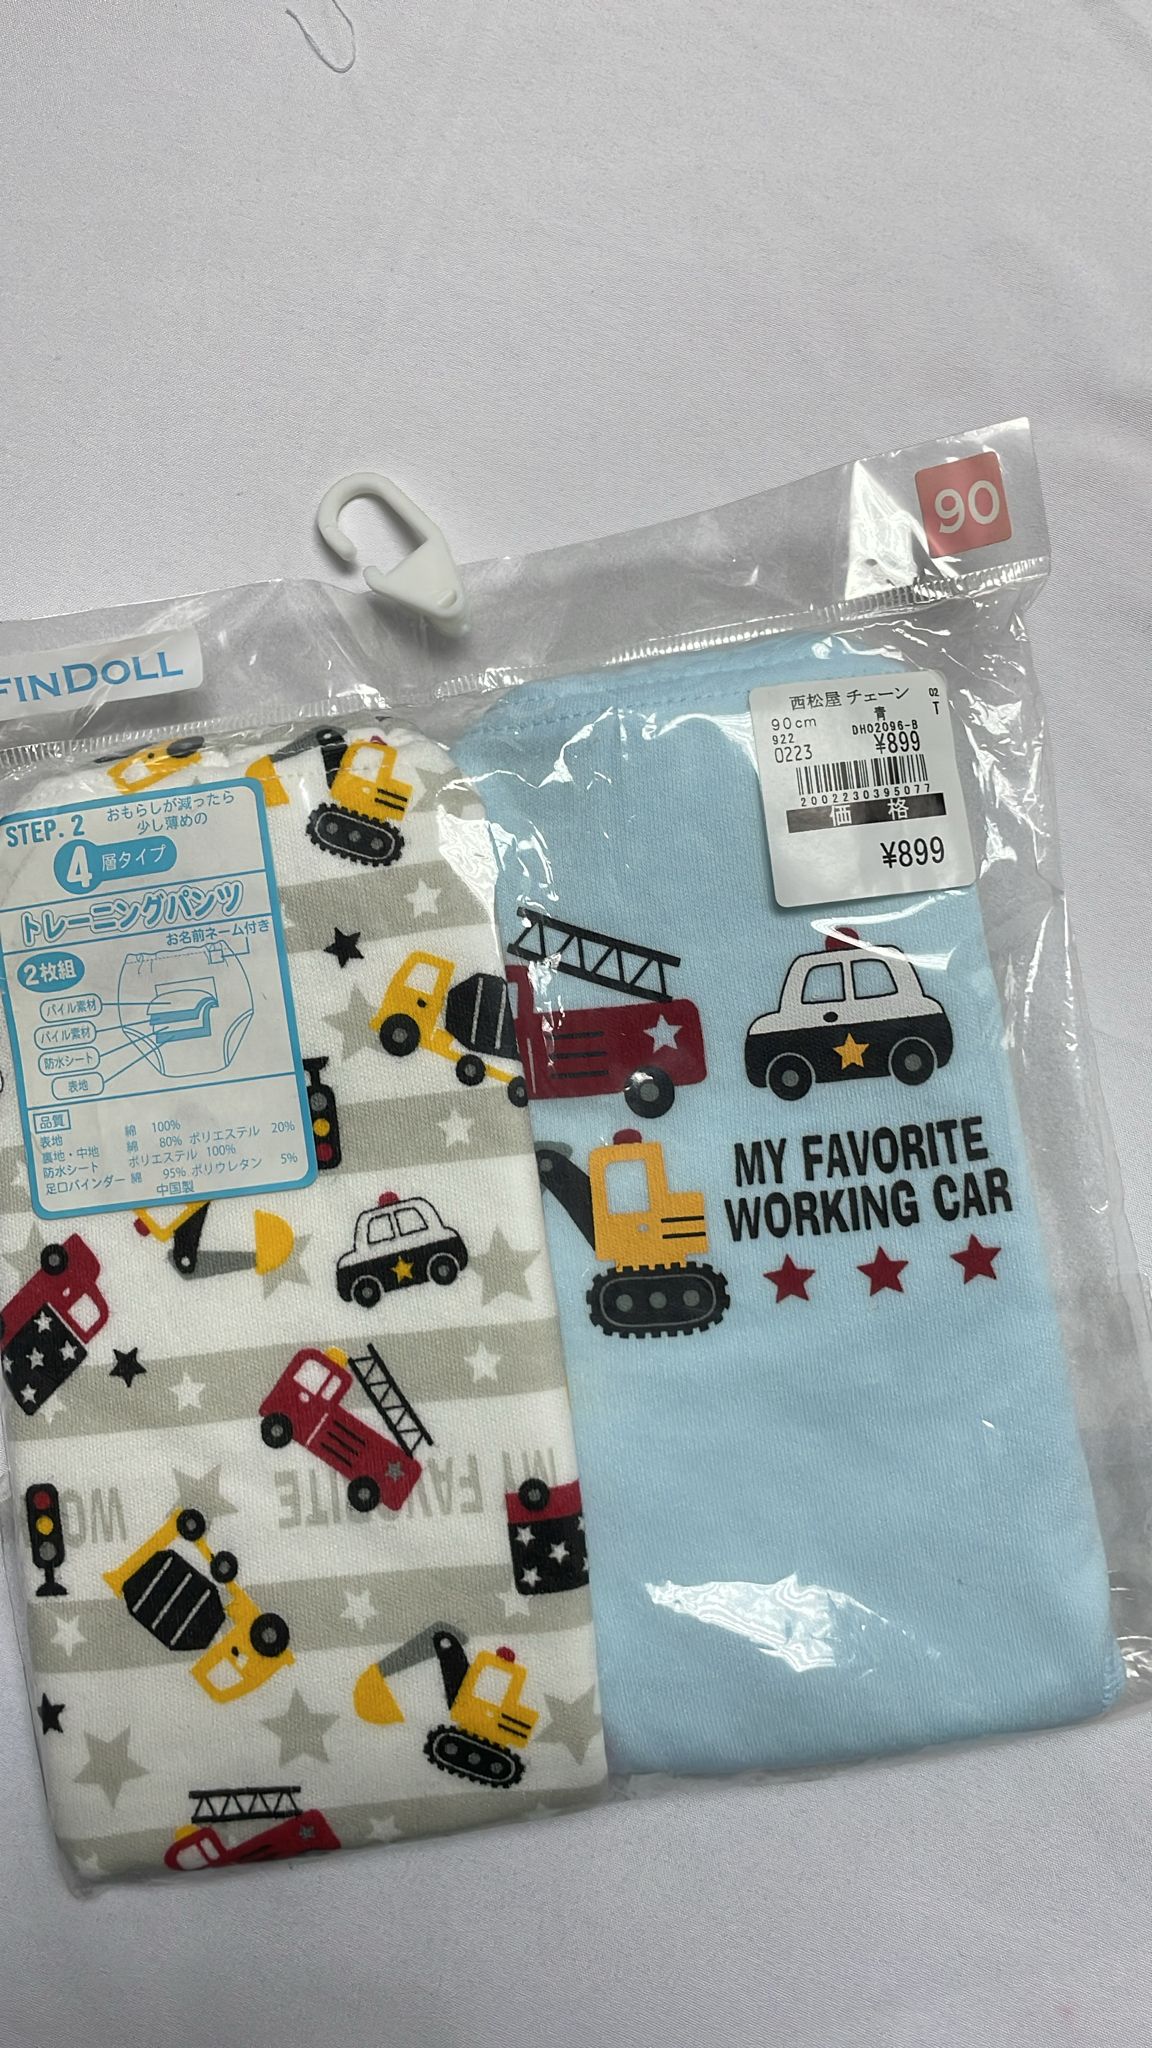 90
FINDOLL
西松屋 チェーン 02
90cm 青 T
922 DH02096-B
0223 ¥899
2002230395077
価 格
¥899
STEP.2 おもらしが減ったら
少し薄めの
4層タイプ
トレーニングパンツ
お名前ネーム付き
2枚組
パイル素材
パイル素材
防水シート
表地
品質
表地 綿 100%
裏地・中地 綿 80% ポリエステル 20%
防水シート ポリエステル 100%
足口バインダー 綿 95% ポリウレタン 5%
中国製
MY FAVORITE
WORKING CAR
MY FAVORITE WO